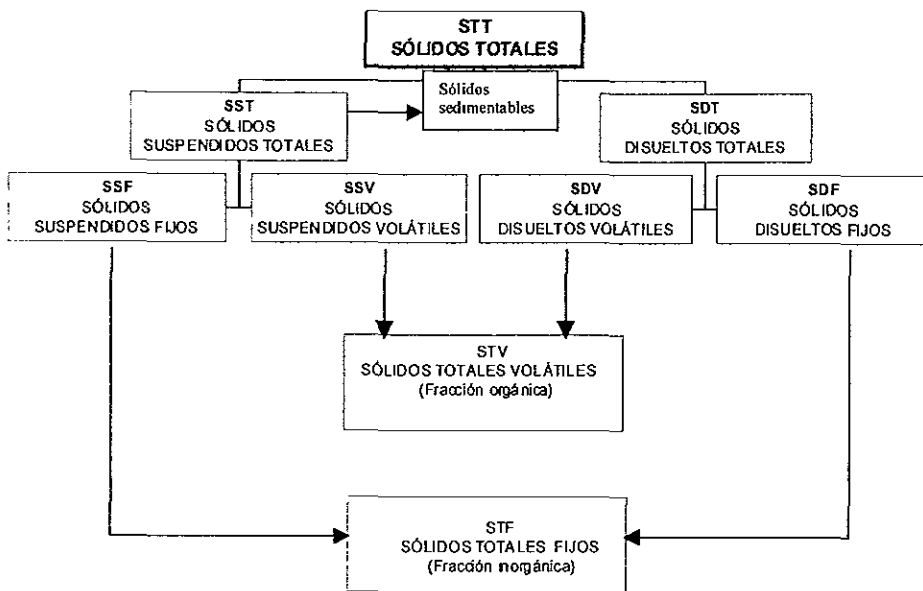 STT
SÓLIDOS TOTALES
Sólidos
sedimentables
SST
SÓLIDOS
SUSPENDIDOS TOTALES
SDT
SÓLIDOS
DISUELTOS TOTALES
SSF
SÓLIDOS
SUSPENDIDOS FIJOS
SSV
SÓLIDOS
SUSPENDIDOS VOLÁTILES
SDV
SÓLIDOS
DISUELTOS VOLÁTILES
SDF
SÓLIDOS
DISUELTOS FIJOS
STV
SÓLIDOS TOTALES VOLÁTILES
(Fracción orgánica)
STF
SÓLIDOS TOTALES FIJOS
(Fracción inorgánica)